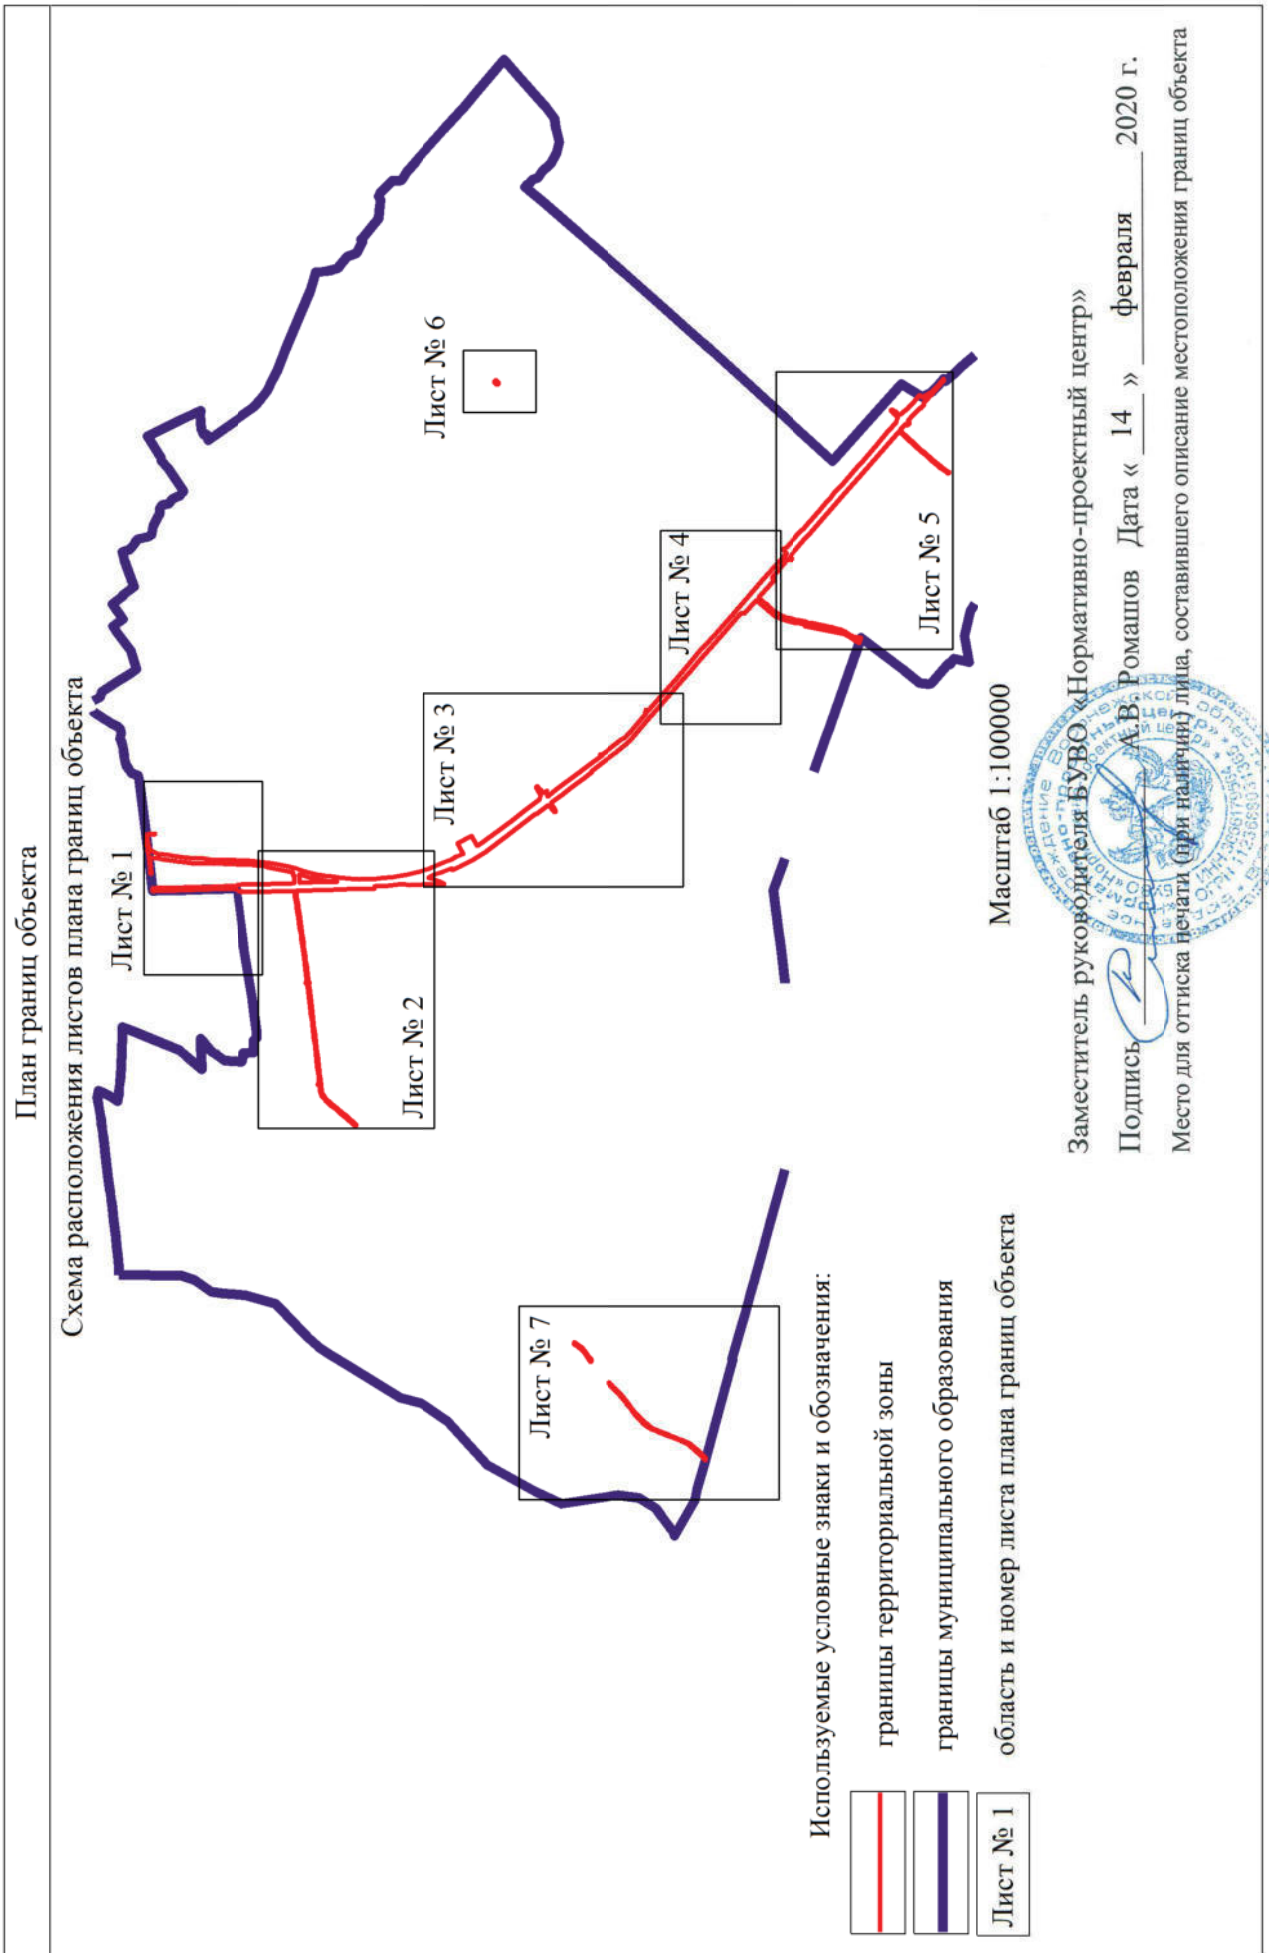 План границ объекта
Схема расположения листов плана границ объекта
Лист № 1
Лист № 2
Лист № 3
Лист № 4
Лист № 5
Лист № 6
Лист № 7
Масштаб 1:100000
Используемые условные знаки и обозначения:
границы территориальной зоны
границы муниципального образования
Лист № 1 область и номер листа плана границ объекта
Заместитель руководителя БУВО «Нормативно-проектный центр»
Подпись А.В. Ромашов Дата « 14 » февраля 2020 г.
Место для оттиска печати (при наличии) лица, составившего описание местоположения границ объекта